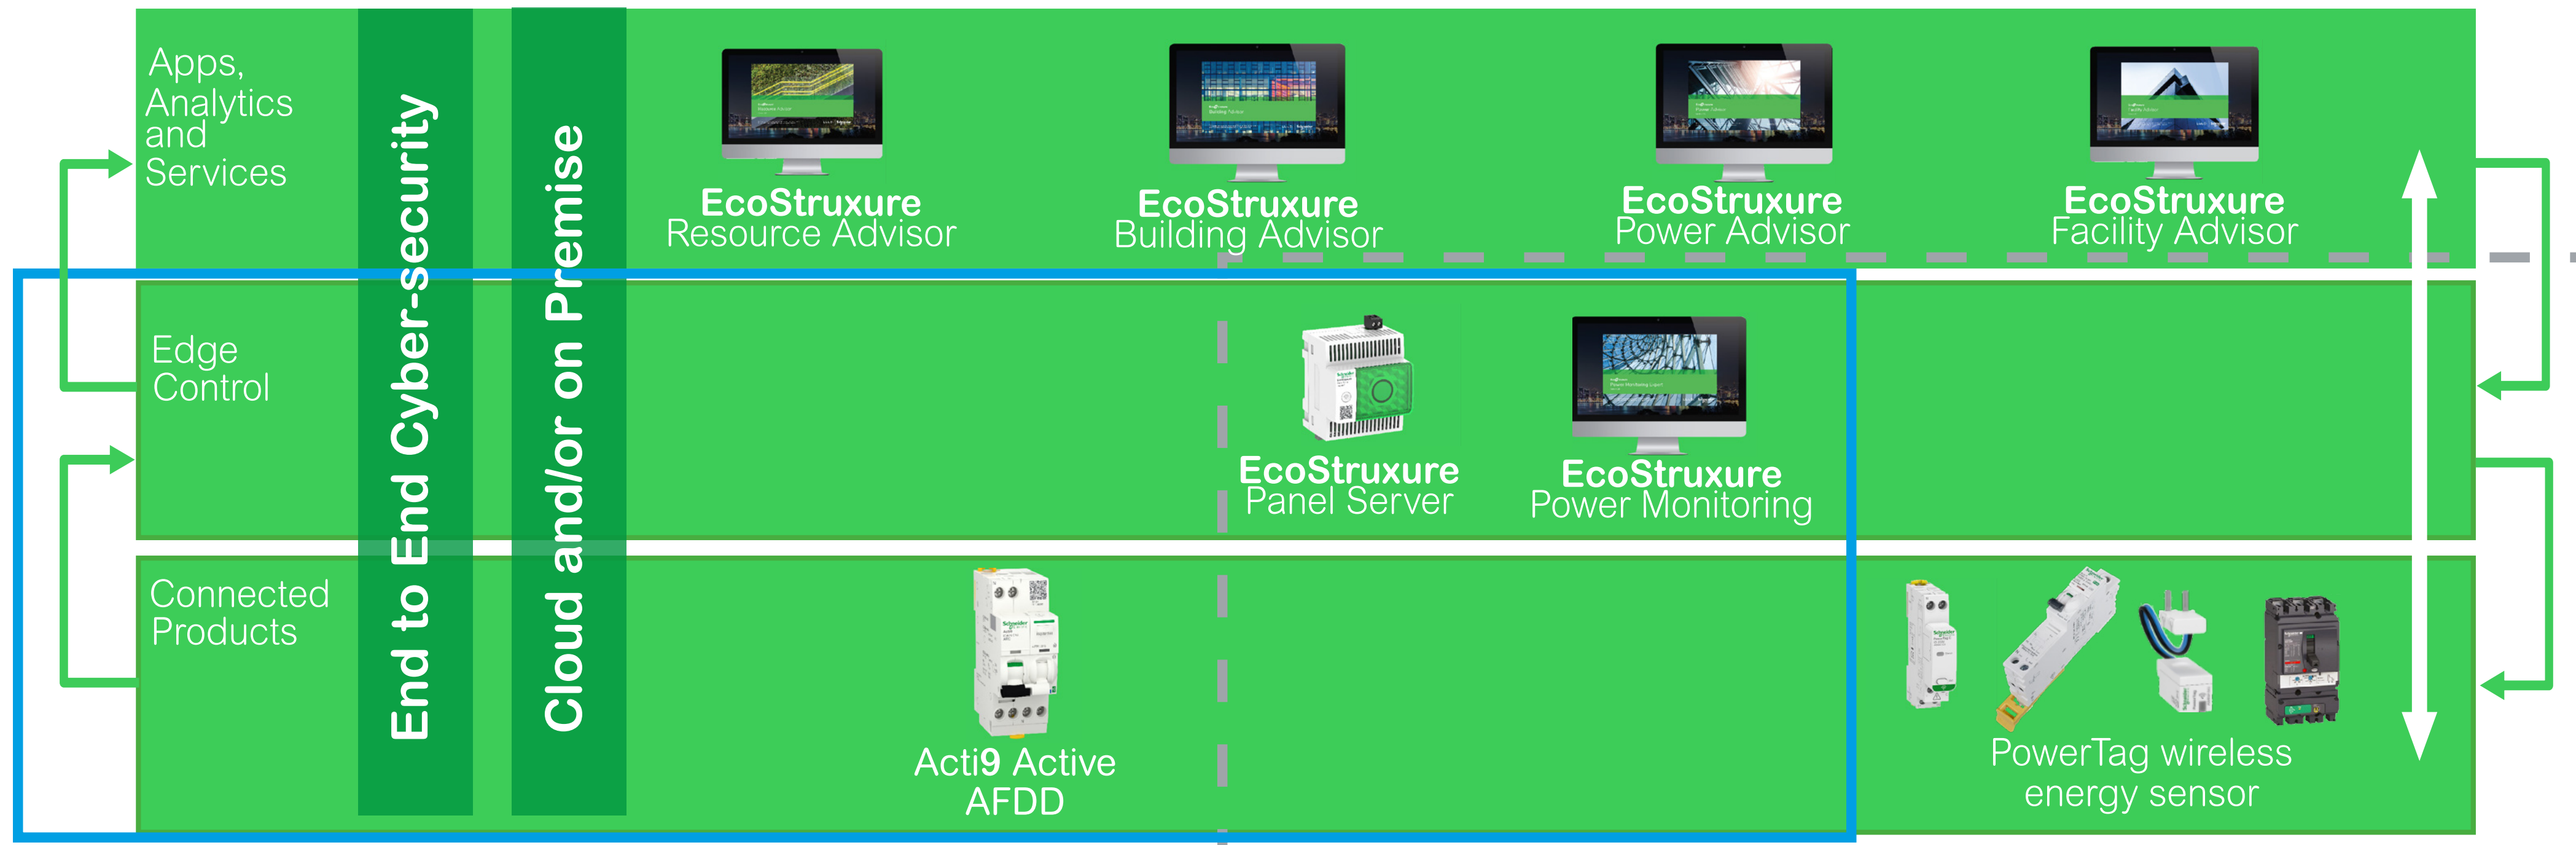 Apps,
Analytics
and
Services
End to End Cyber-security
Cloud and/or on Premise
EcoStruxure
Resource Advisor
EcoStruxure
Building Advisor
EcoStruxure
Power Advisor
EcoStruxure
Facility Advisor
Edge
Control
EcoStruxure
Panel Server
EcoStruxure
Power Monitoring
Connected
Products
Schneider
Acti9 Active
AFDD
PowerTag wireless
energy sensor